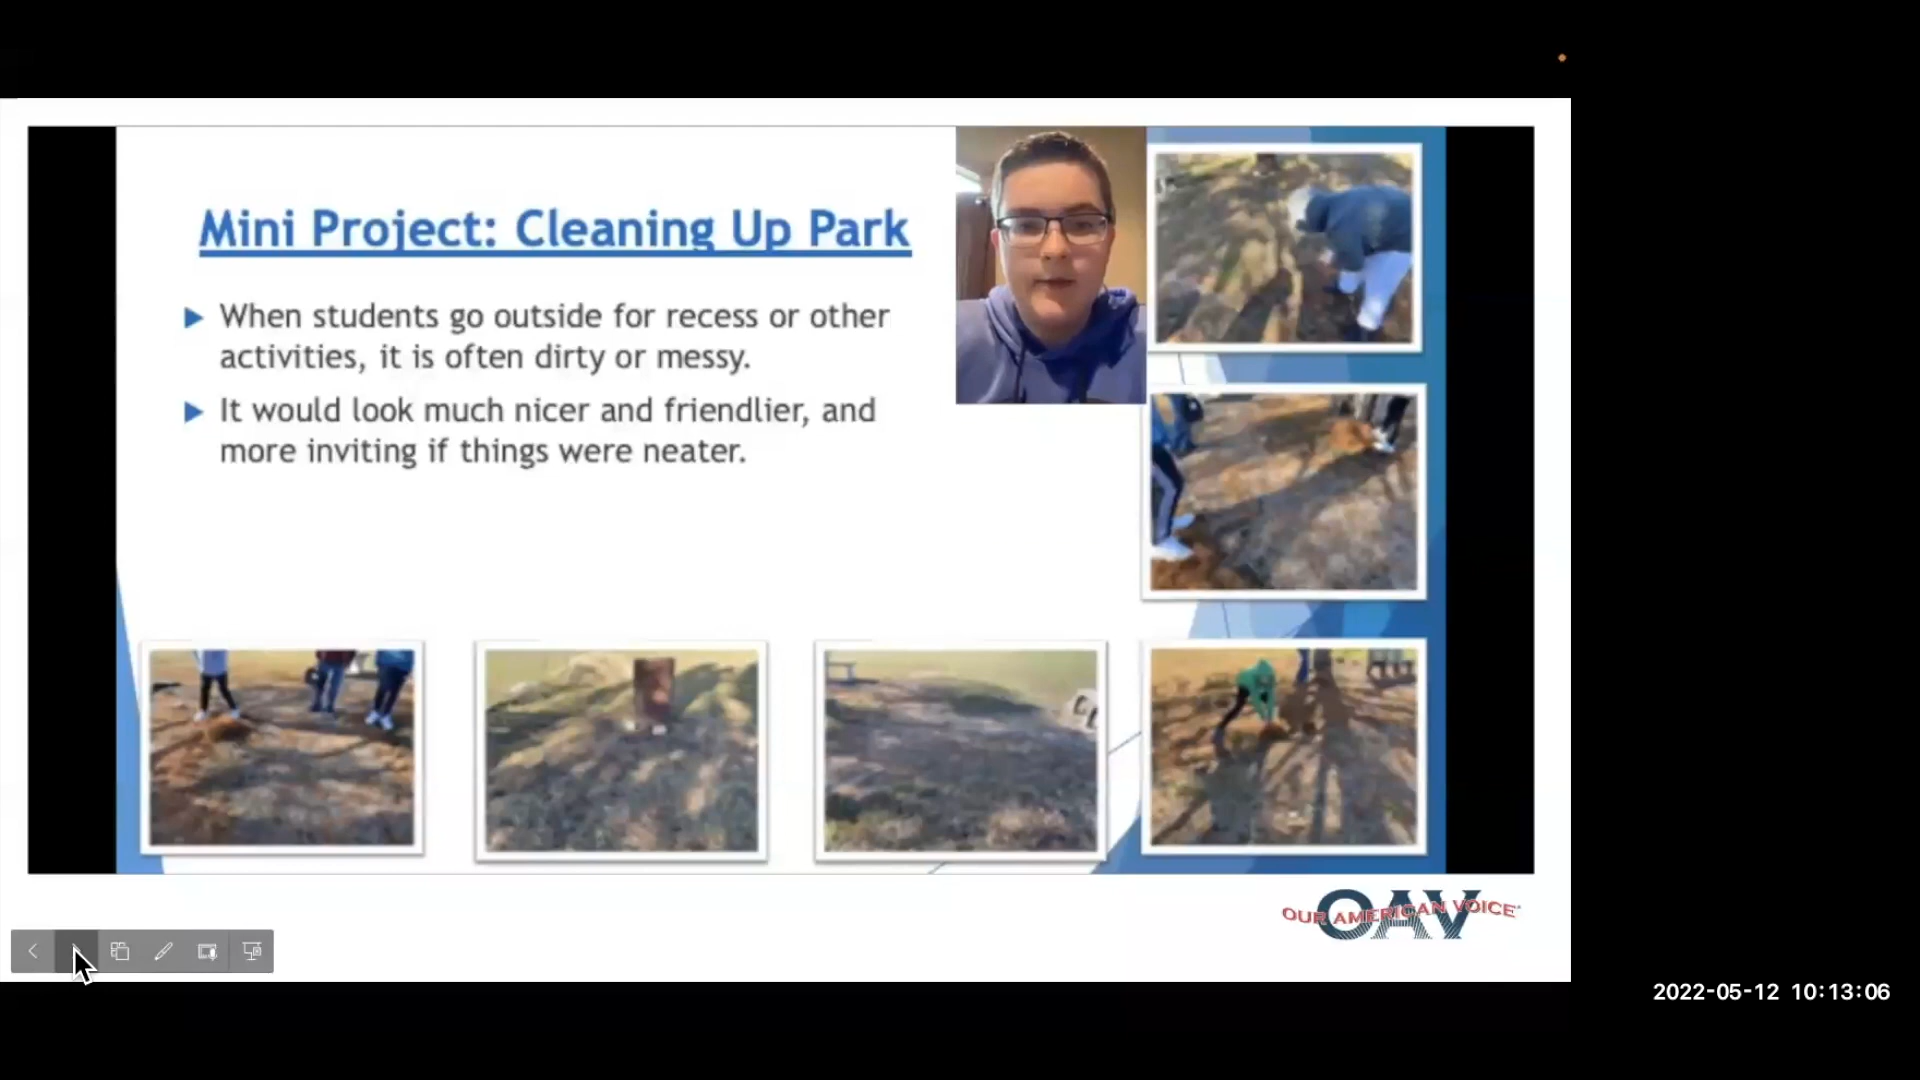 Mini Project: Cleaning Up Park
When students go outside for recess or other
activities, it is often dirty or messy.
It would look much nicer and friendlier, and
more inviting if things were neater.
OAV
OUR AMERICAN VOICE
2022-05-12 10:13:06